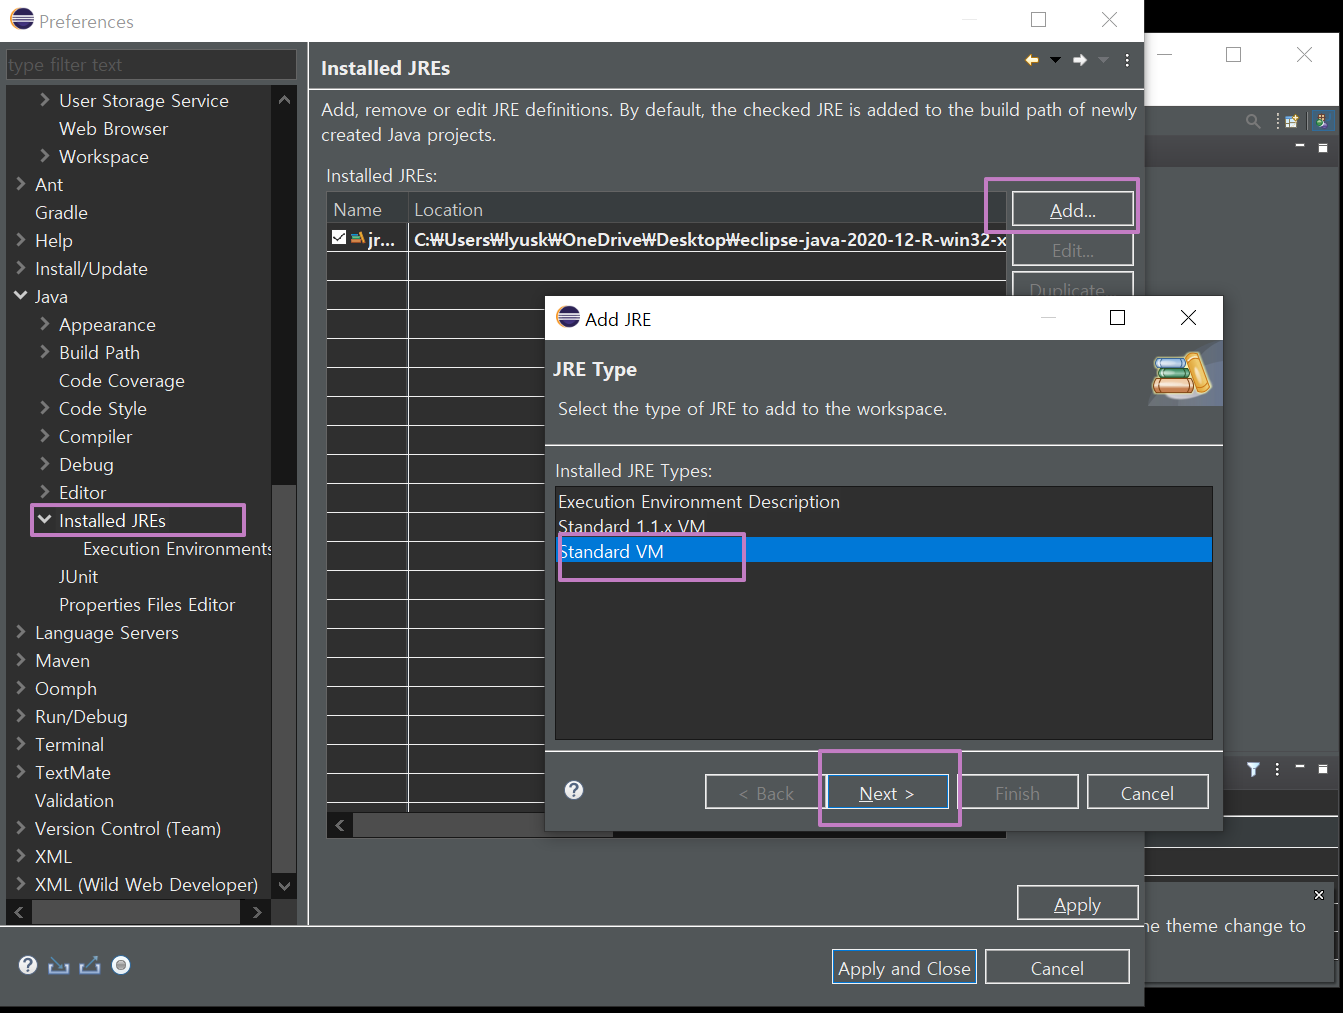 Preferences
type filter text
User Storage Service
Web Browser
Workspace
Ant
Gradle
Help
Install/Update
Java
Appearance
Build Path
Code Coverage
Code Style
Compiler
Debug
Editor
Installed JREs
Execution Environments
JUnit
Properties Files Editor
Language Servers
Maven
Oomph
Run/Debug
Terminal
TextMate
Validation
Version Control (Team)
XML
XML (Wild Web Developer)
Installed JREs
Add, remove or edit JRE definitions. By default, the checked JRE is added to the build path of newly
created Java projects.
Installed JREs:
Name Location
jr... C:₩Users₩lyusk₩OneDrive₩Desktop₩eclipse-java-2020-12-R-win32-x
Add...
Edit...
Duplicate
Add JRE
JRE Type
Select the type of JRE to add to the workspace.
Installed JRE Types:
Execution Environment Description
Standard 1.1.x VM
Standard VM
< Back Next > Finish Cancel
Apply
theme change to
Apply and Close Cancel